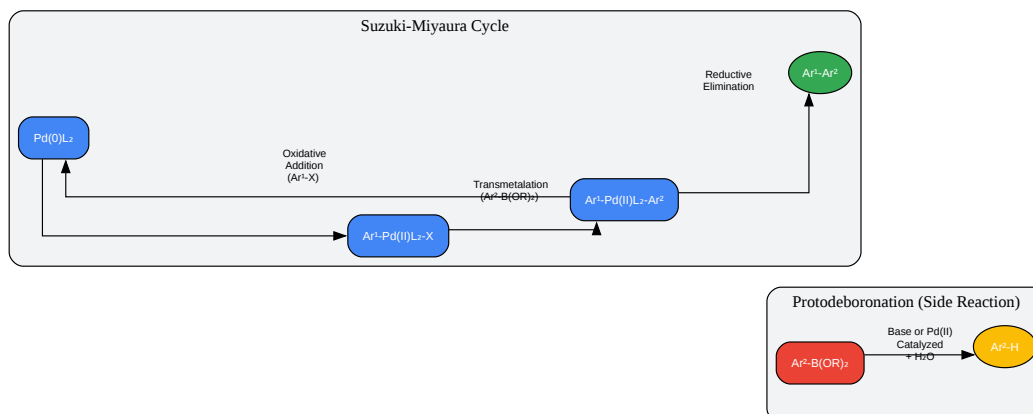 Suzuki-Miyaura Cycle
Ar¹-Ar²
Reductive
Elimination
Pd(0)L₂
Oxidative
Addition
(Ar¹-X)
Transmetalation
(Ar²-B(OR)₂)
Ar¹-Pd(II)L₂-Ar²
Ar¹-Pd(II)L₂-X
Protodeboronation (Side Reaction)
Ar²-B(OR)₂
Base or Pd(II)
Catalyzed
+ H₂O
Ar²-H